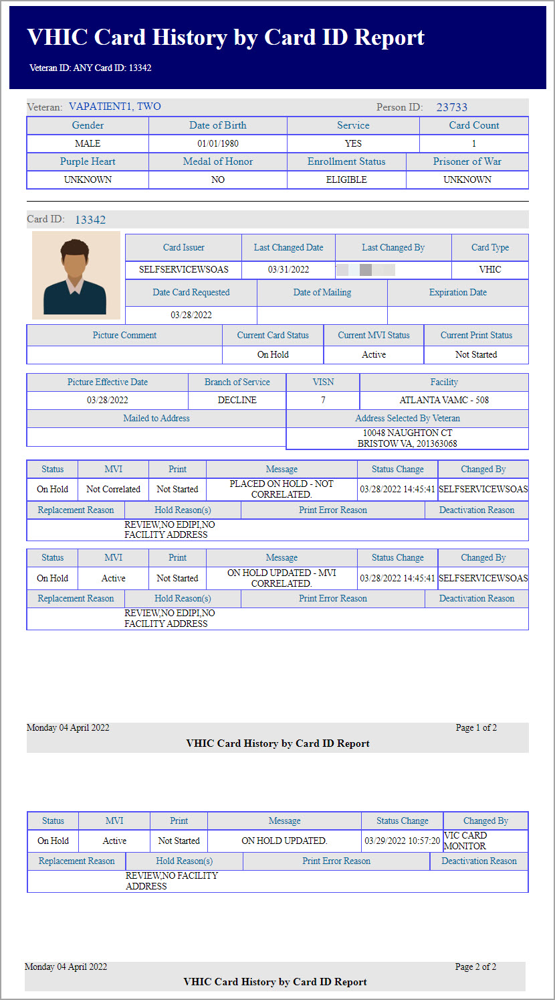 VHIC Card History by Card ID Report
Veteran ID: ANY Card ID: 13342
Veteran: VAPATIENT1, TWO Person ID: 23733
Gender Date of Birth Service Card Count
MALE 01/01/1980 YES 1
Purple Heart Medal of Honor Enrollment Status Prisoner of War
UNKNOWN NO ELIGIBLE UNKNOWN
Card ID: 13342
Card Issuer Last Changed Date Last Changed By Card Type
SELFSERVICEWSOAS 03/31/2022 VHIC
Date Card Requested Date of Mailing Expiration Date
03/28/2022
Picture Comment Current Card Status Current MVI Status Current Print Status
On Hold Active Not Started
Picture Effective Date Branch of Service VISN Facility
03/28/2022 DECLINE 7 ATLANTA VAMC - 508
Mailed to Address Address Selected By Veteran
10048 NAUGHTON CT
BRISTOW VA, 201363068
Status MVI Print Message Status Change Changed By
On Hold Not Correlated Not Started PLACED ON HOLD - NOT CORRELATED. 03/28/2022 14:45:41 SELFSERVICEWSOAS
Replacement Reason Hold Reason(s) Print Error Reason Deactivation Reason
REVIEW,NO EDIPI,NO
FACILITY ADDRESS
Status MVI Print Message Status Change Changed By
On Hold Active Not Started ON HOLD UPDATED - MVI CORRELATED. 03/28/2022 14:45:41 SELFSERVICEWSOAS
Replacement Reason Hold Reason(s) Print Error Reason Deactivation Reason
REVIEW,NO EDIPI,NO
FACILITY ADDRESS
Monday 04 April 2022 Page 1 of 2
VHIC Card History by Card ID Report
Status MVI Print Message Status Change Changed By
On Hold Active Not Started ON HOLD UPDATED. 03/29/2022 10:57:20 VIC CARD MONITOR
Replacement Reason Hold Reason(s) Print Error Reason Deactivation Reason
REVIEW,NO FACILITY
ADDRESS
Monday 04 April 2022 Page 2 of 2
VHIC Card History by Card ID Report